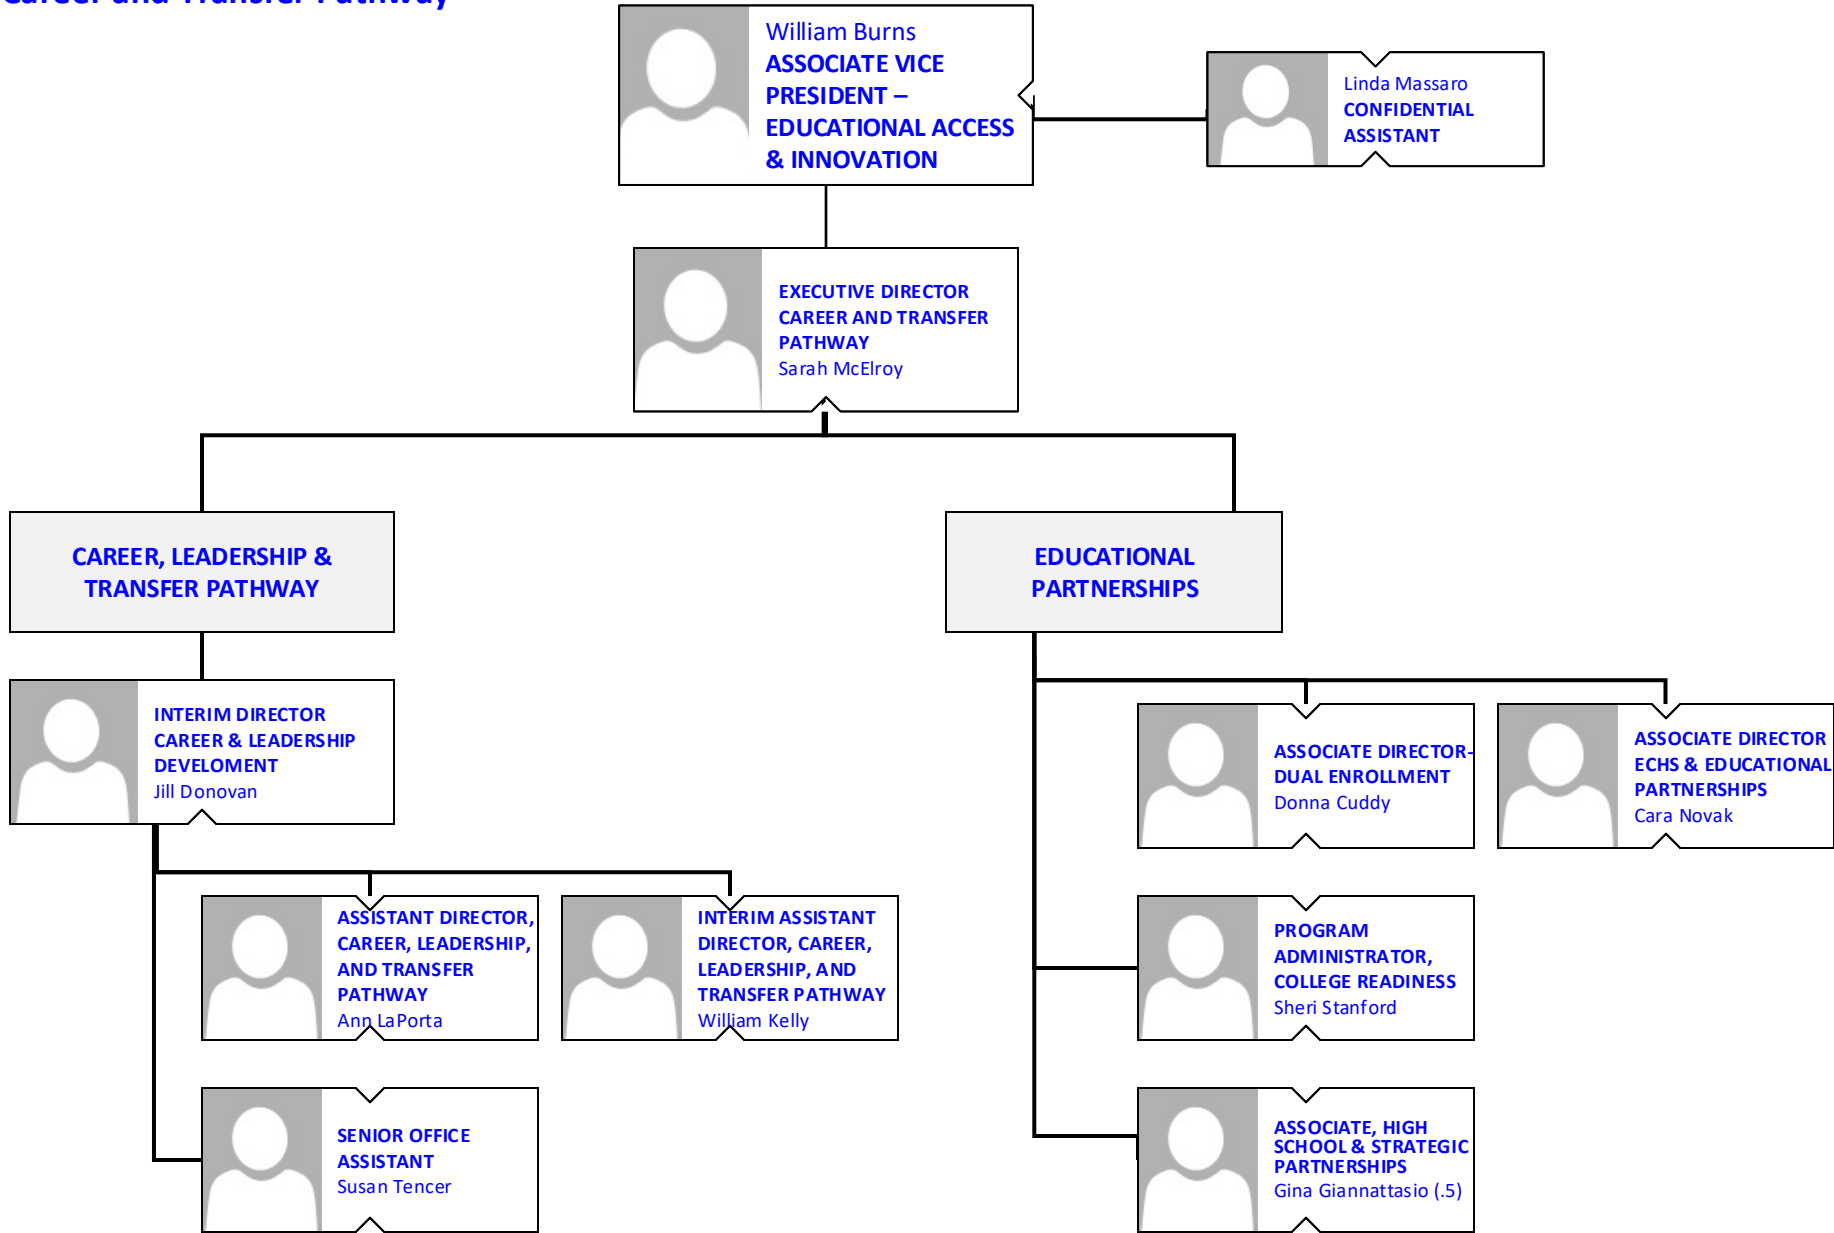 Career and Transfer Pathway
William Burns
ASSOCIATE VICE
PRESIDENT –
EDUCATIONAL ACCESS
& INNOVATION
Linda Massaro
CONFIDENTIAL
ASSISTANT
EXECUTIVE DIRECTOR
CAREER AND TRANSFER
PATHWAY
Sarah McElroy
CAREER, LEADERSHIP &
TRANSFER PATHWAY
EDUCATIONAL
PARTNERSHIPS
INTERIM DIRECTOR
CAREER & LEADERSHIP
DEVELOMENT
Jill Donovan
ASSOCIATE DIRECTOR-
DUAL ENROLLMENT
Donna Cuddy
ASSOCIATE DIRECTOR
ECHS & EDUCATIONAL
PARTNERSHIPS
Cara Novak
ASSISTANT DIRECTOR,
CAREER, LEADERSHIP,
AND TRANSFER
PATHWAY
Ann LaPorta
INTERIM ASSISTANT
DIRECTOR, CAREER,
LEADERSHIP, AND
TRANSFER PATHWAY
William Kelly
PROGRAM
ADMINISTRATOR,
COLLEGE READINESS
Sheri Stanford
SENIOR OFFICE
ASSISTANT
Susan Tencer
ASSOCIATE, HIGH
SCHOOL & STRATEGIC
PARTNERSHIPS
Gina Giannattasio (.5)